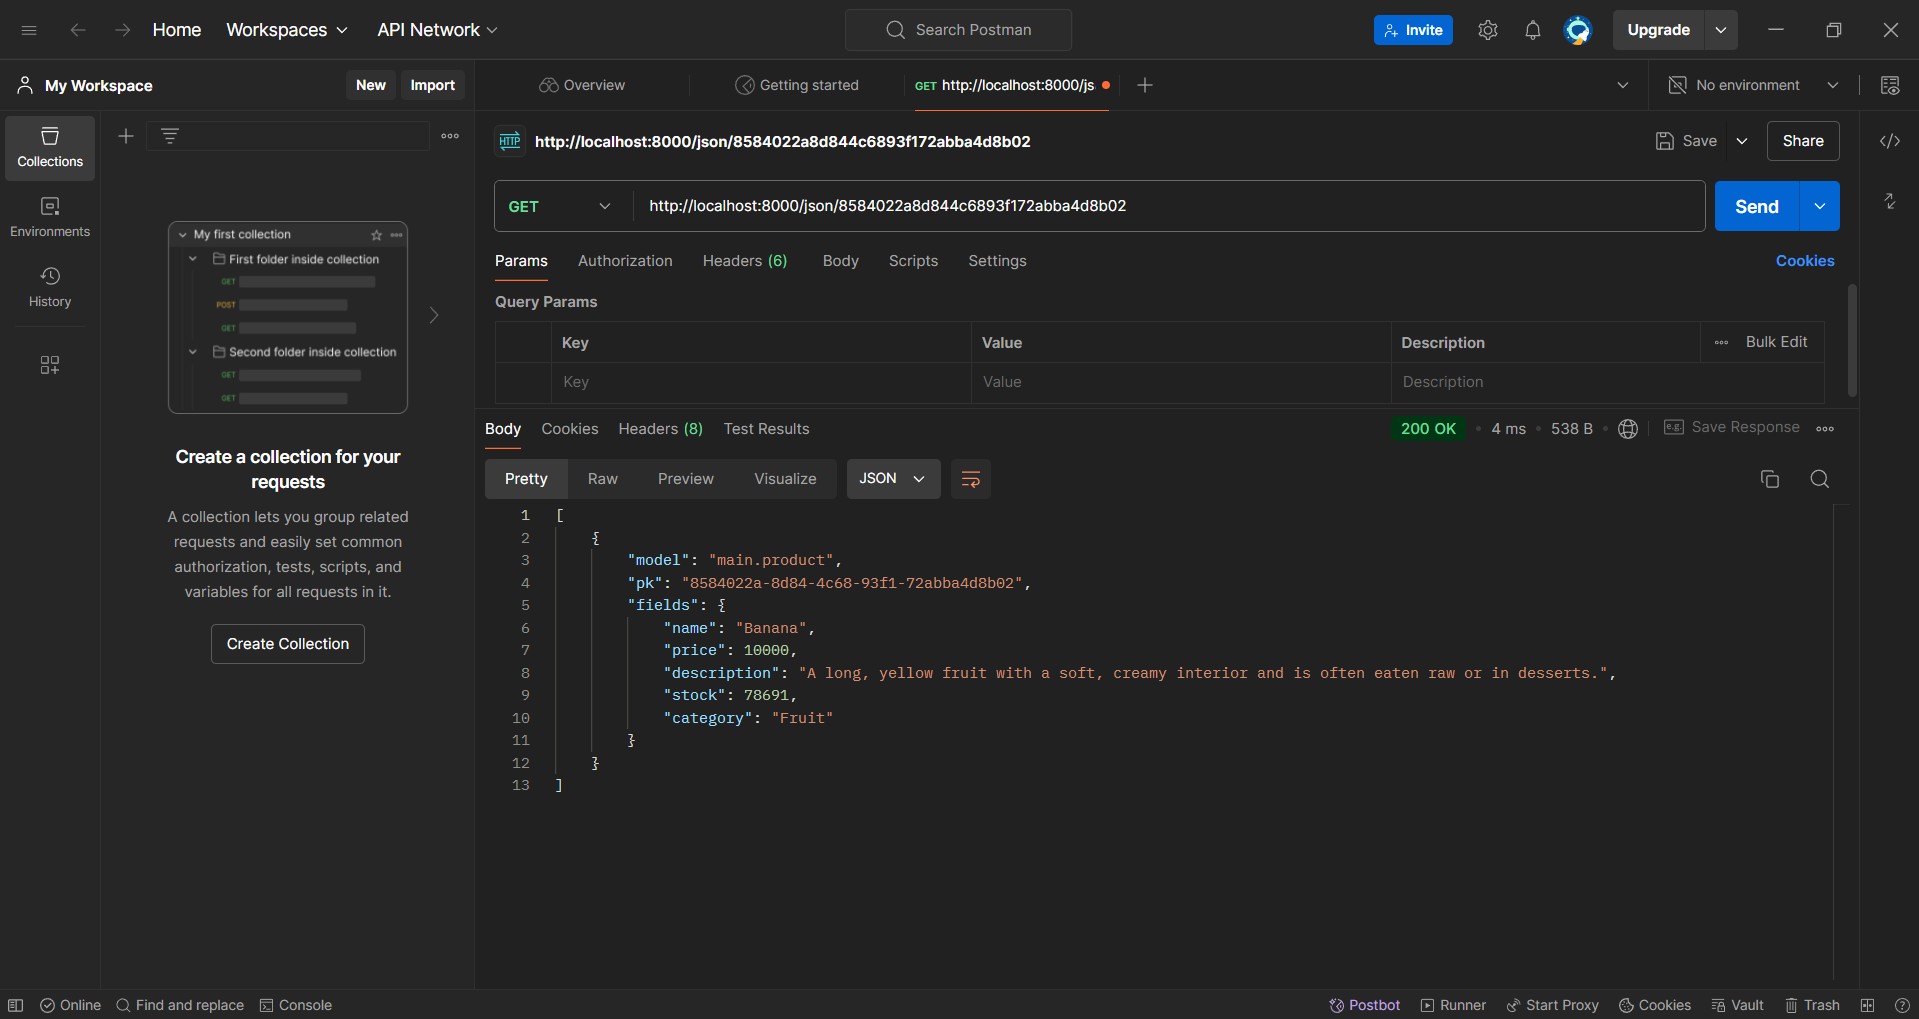 Home Workspaces API Network Search Postman Invite Upgrade
My Workspace New Import Overview Getting started GET http://localhost:8000/js No environment
Collections
Environments
History
My first collection
First folder inside collection
GET
POST
GET
Second folder inside collection
GET
GET
Create a collection for your
requests
A collection lets you group related
requests and easily set common
authorization, tests, scripts, and
variables for all requests in it.
Create Collection
HTTP http://localhost:8000/json/8584022a8d844c6893f172abba4d8b02 Save Share
GET http://localhost:8000/json/8584022a8d844c6893f172abba4d8b02 Send
Params Authorization Headers (6) Body Scripts Settings Cookies
Query Params
Key Value Description Bulk Edit
Key Value Description
Body Cookies Headers (8) Test Results 200 OK 4 ms 538 B e.g. Save Response
Pretty Raw Preview Visualize JSON
1 [
2 {
3 "model": "main.product",
4 "pk": "8584022a-8d84-4c68-93f1-72abba4d8b02",
5 "fields": {
6 "name": "Banana",
7 "price": 10000,
8 "description": "A long, yellow fruit with a soft, creamy interior and is often eaten raw or in desserts.",
9 "stock": 78691,
10 "category": "Fruit"
11 }
12 }
13 ]
Online Find and replace Console Postbot Runner Start Proxy Cookies Vault Trash